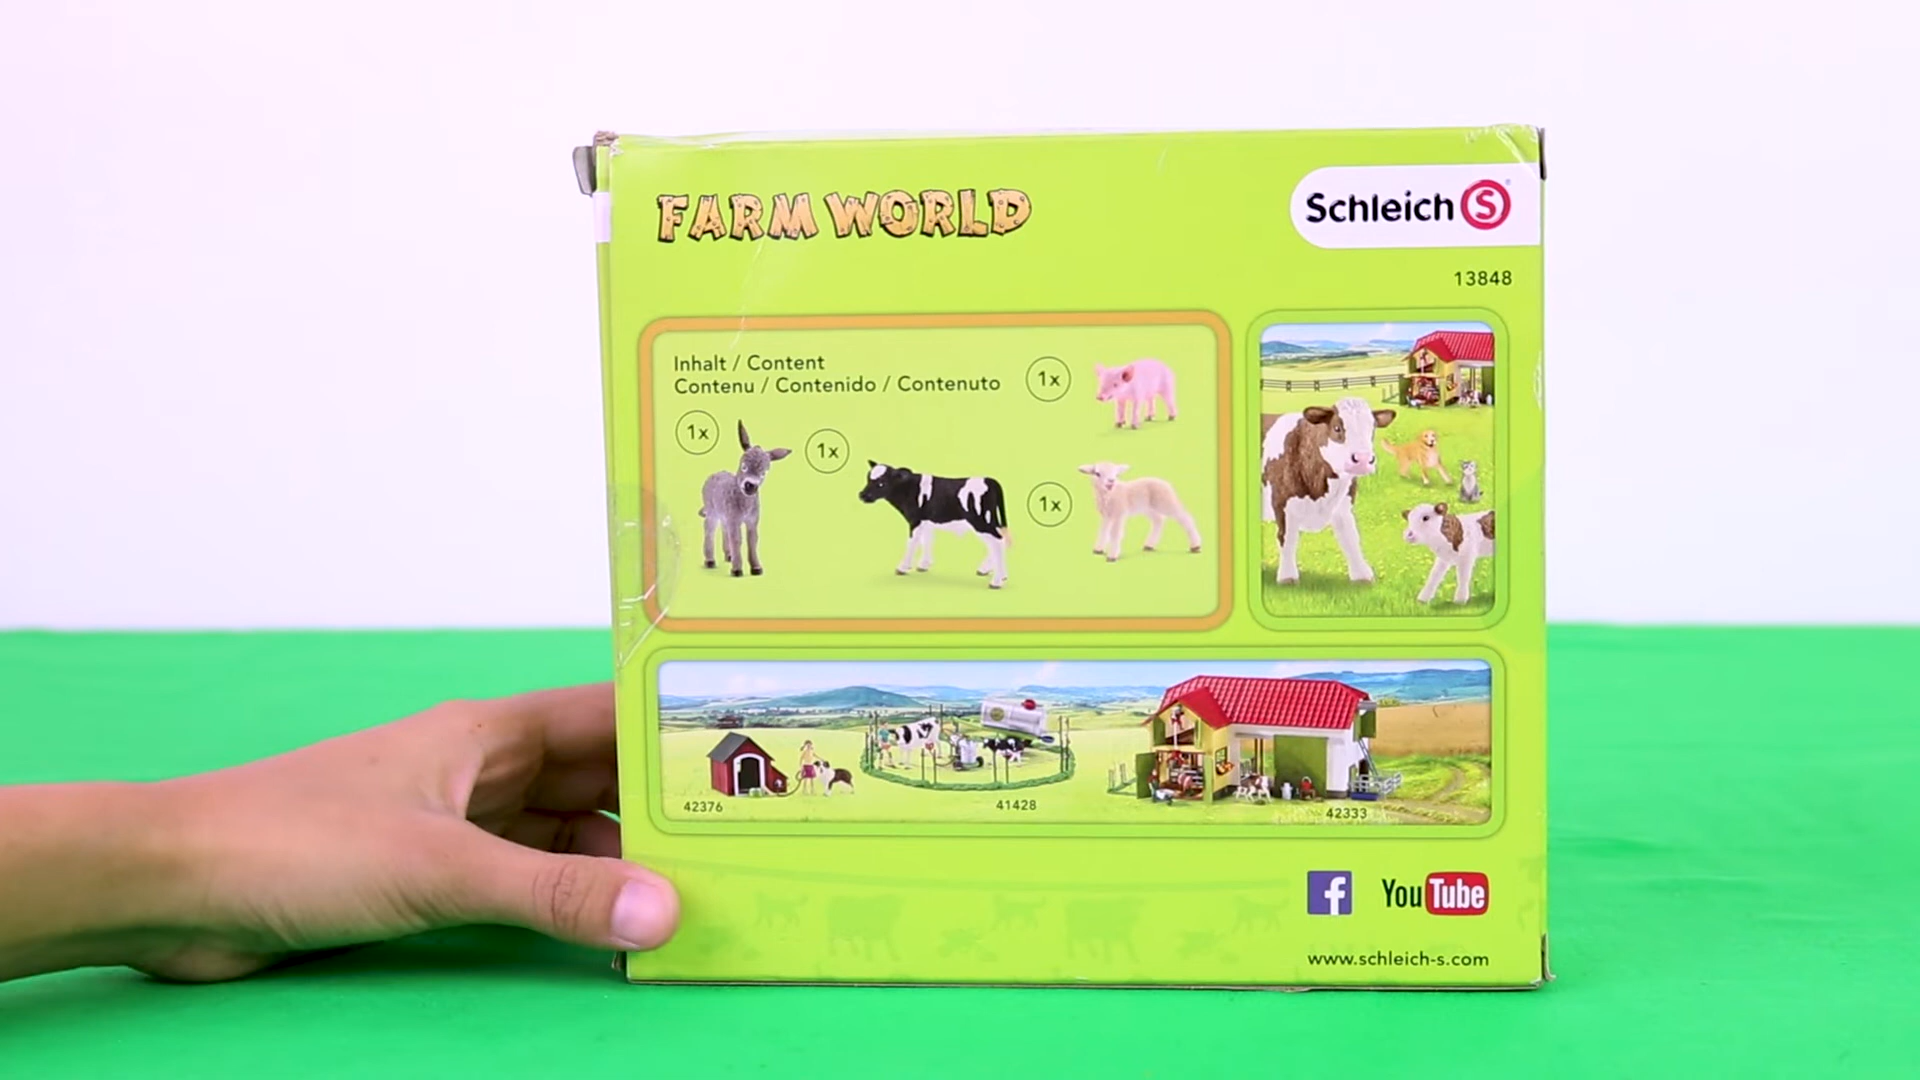 FARM WORLD
Schleich S
13848
Inhalt / Content
Contenu / Contenido / Contenuto
1x
1x
1x
1x
42376
41428
42333
f
YouTube
www.schleich-s.com